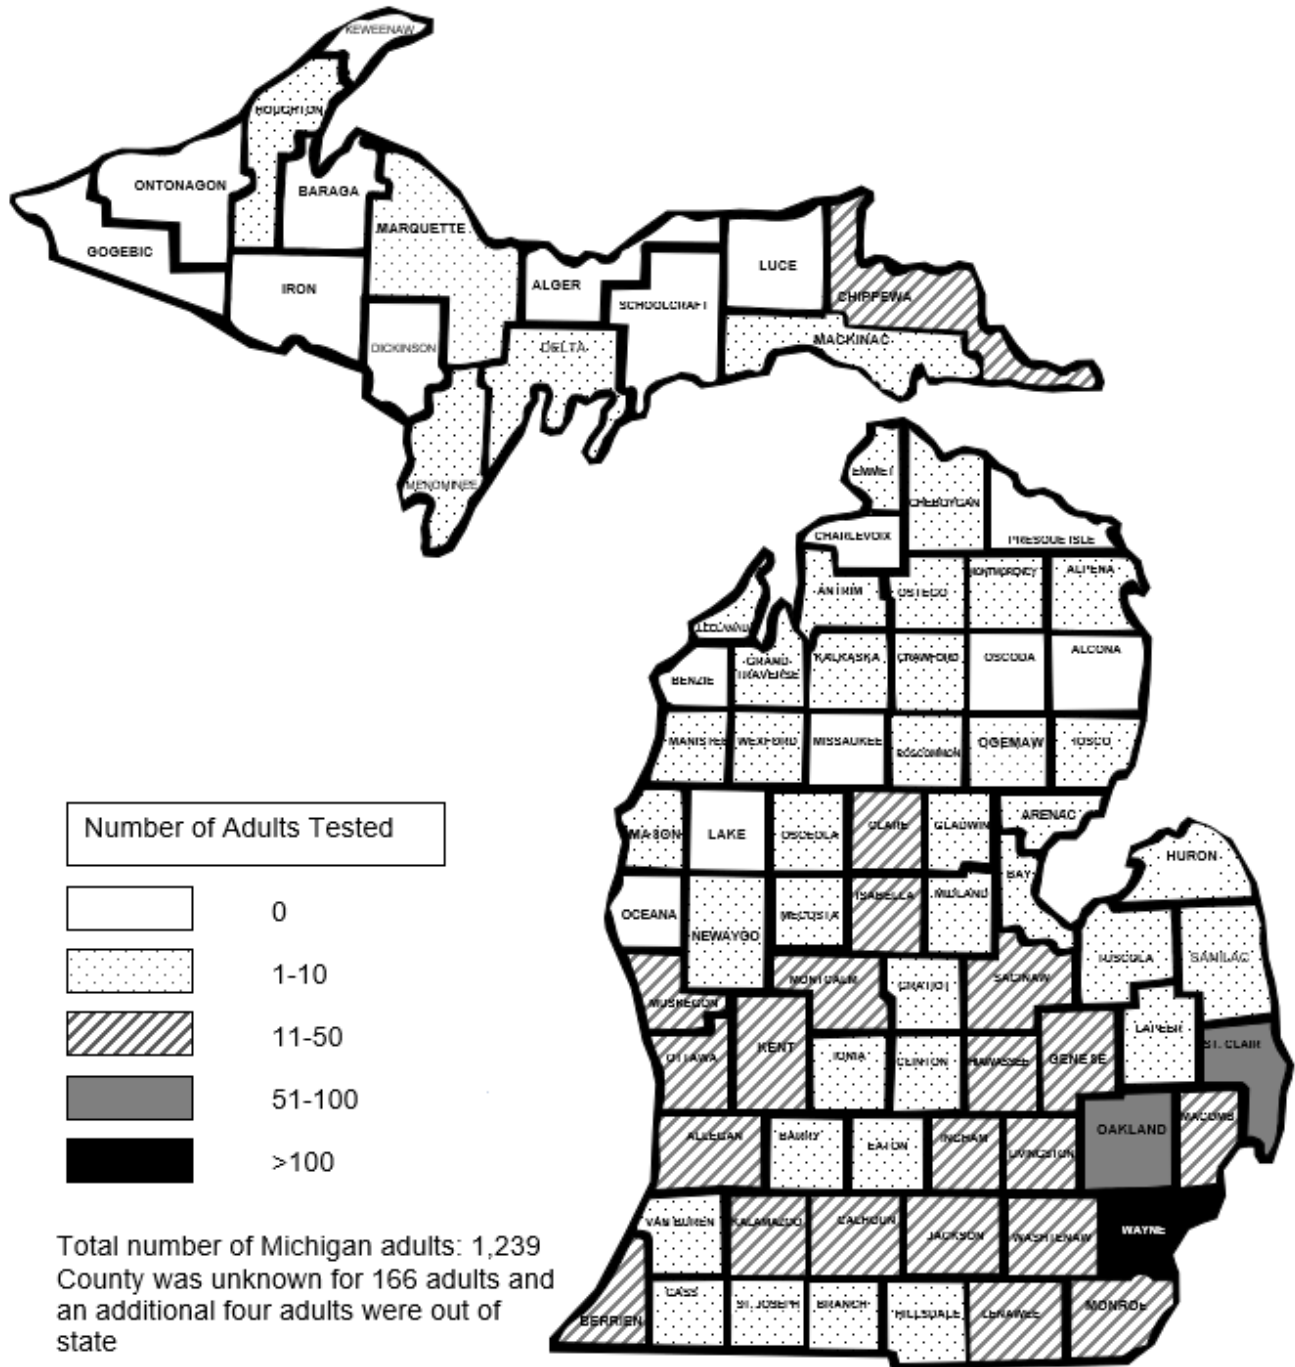 KEWEENAW
HOUGHTON
ONTONAGON
BARAGA
MARQUETTE
GOGEBIC
LUCE
ALGER
IRON
CHIPPEWA
SCHOOLCRAFT
MACKINAC
DICKINSON
DELTA
MENOMINEE
EMMET
CHEBOYGAN
CHARLEVOIX
PRESQUE ISLE
MONTMORENCY
ALPENA
ANTRIM
OSTEGO
LEELANAU
GRAND
TRAVERSE
KALKASKA
CRAWFORD
OSCODA
ALCONA
BENZIE
MANISTEE
WEXFORD
MISSAUKEE
ROSCOMMON
OGEMAW
IOSCO
Number of Adults Tested
MASON
LAKE
OSCEOLA
CLARE
GLADWIN
ARENAC
HURON
BAY
0
OCEANA
NEWAYGO
MECOSTA
ISABELLA
MIDLAND
1-10
TUSCOLA
SANILAC
MUSKEGON
MONTCALM
GRATIOT
SAGINAW
11-50
LAPEER
ST. CLAIR
OTTAWA
KENT
IONIA
CLINTON
HIAWASSEE
GENESE
51-100
ALLEGAN
BARRY
EATON
INGHAM
LIVINGSTON
OAKLAND
MACOMB
>100
VAN BUREN
KALAMAZOO
CALHOUN
JACKSON
WASHTENAW
WAYNE
Total number of Michigan adults: 1,239
County was unknown for 166 adults and
an additional four adults were out of
state
BERRIEN
CASS
ST. JOSEPH
BRANCH
HILLSDALE
LENAWEE
MONROE